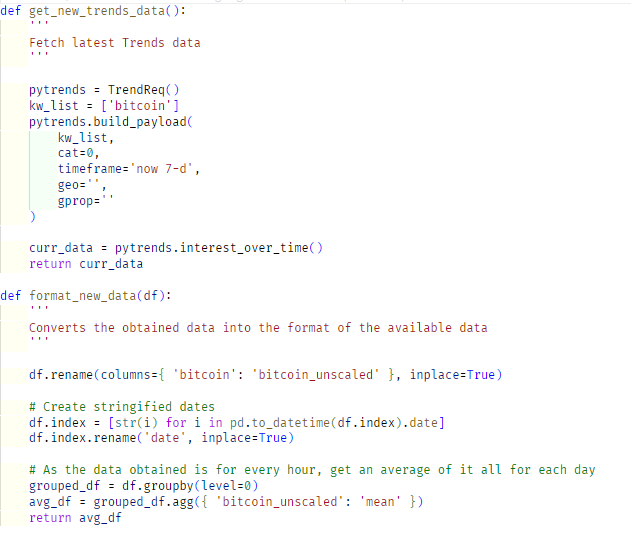 def get_new_trends_data():
    '''
    Fetch latest Trends data
    '''

    pytrends = TrendReq()
    kw_list = ['bitcoin']
    pytrends.build_payload(
        kw_list,
        cat=0,
        timeframe='now 7-d',
        geo='',
        gprop=''
    )

    curr_data = pytrends.interest_over_time()
    return curr_data

def format_new_data(df):
    '''
    Converts the obtained data into the format of the available data
    '''

    df.rename(columns={ 'bitcoin': 'bitcoin_unscaled' }, inplace=True)

    # Create stringified dates
    df.index = [str(i) for i in pd.to_datetime(df.index).date]
    df.index.rename('date', inplace=True)

    # As the data obtained is for every hour, get an average of it all for each day
    grouped_df = df.groupby(level=0)
    avg_df = grouped_df.agg({ 'bitcoin_unscaled': 'mean' })
    return avg_df